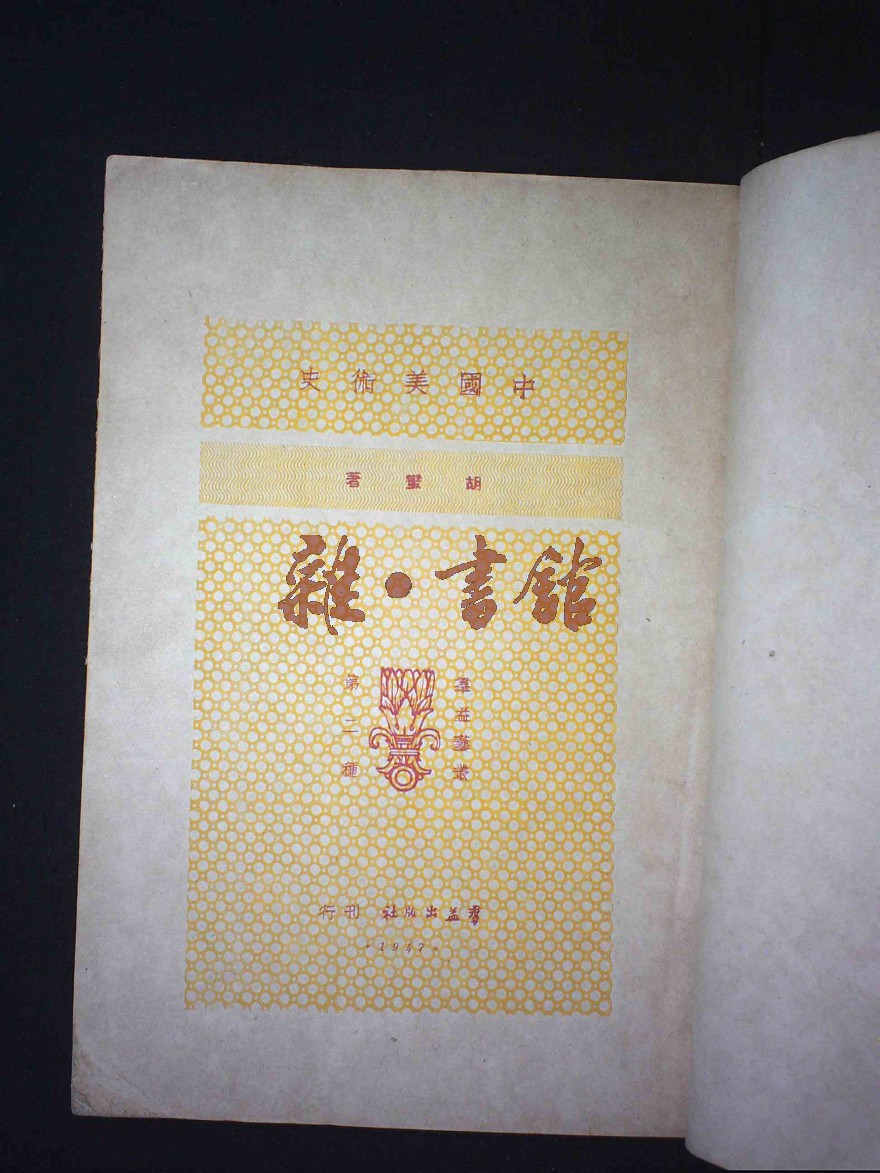 中國美術史
胡蠻著
雜·書館
羣益藝叢
第二種
羣益出版社 刊行
·1947·